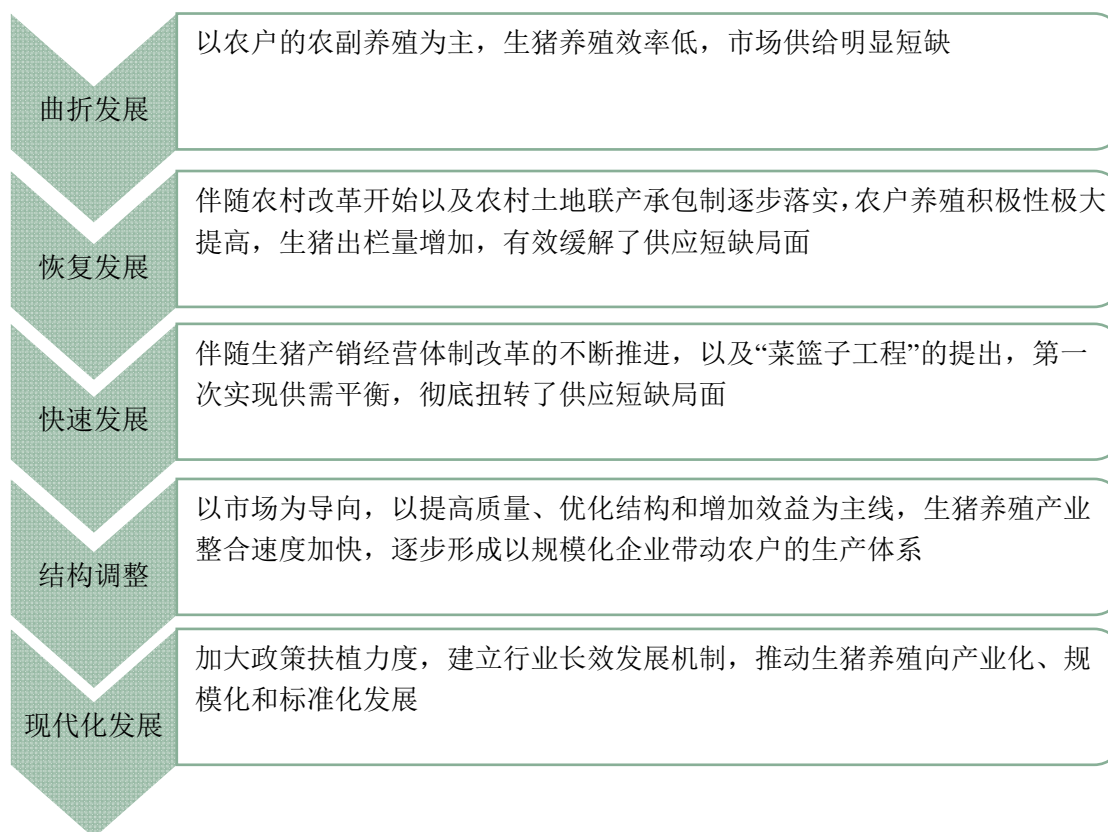 曲折发展
以农户的农副养殖为主，生猪养殖效率低，市场供给明显短缺
恢复发展
伴随农村改革开始以及农村土地联产承包制逐步落实，农户养殖积极性极大
提高，生猪出栏量增加，有效缓解了供应短缺局面
快速发展
伴随生猪产销经营体制改革的不断推进，以及“菜篮子工程”的提出，第一
次实现供需平衡，彻底扭转了供应短缺局面
结构调整
以市场为导向，以提高质量、优化结构和增加效益为主线，生猪养殖产业
整合速度加快，逐步形成以规模化企业带动农户的生产体系
现代化发展
加大政策扶植力度，建立行业长效发展机制，推动生猪养殖向产业化、规
模化和标准化发展